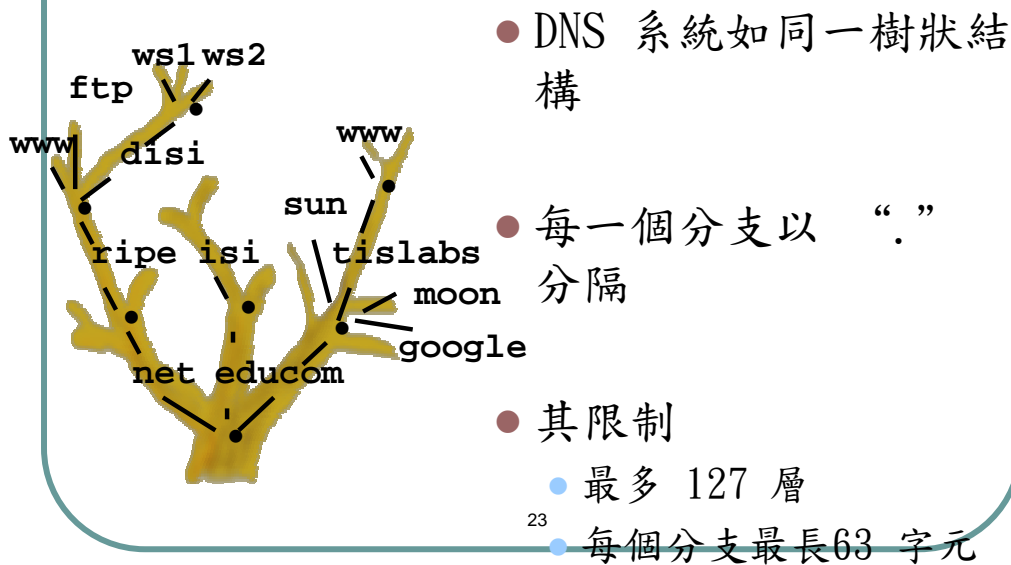 ws1 ws2
ftp
www
disi
www
sun
ripe isi
tislabs
moon
google
net edu com
DNS 系統如同一樹狀結
構
每一個分支以 “.”
分隔
其限制
最多 127 層
每個分支最長63 字元
23